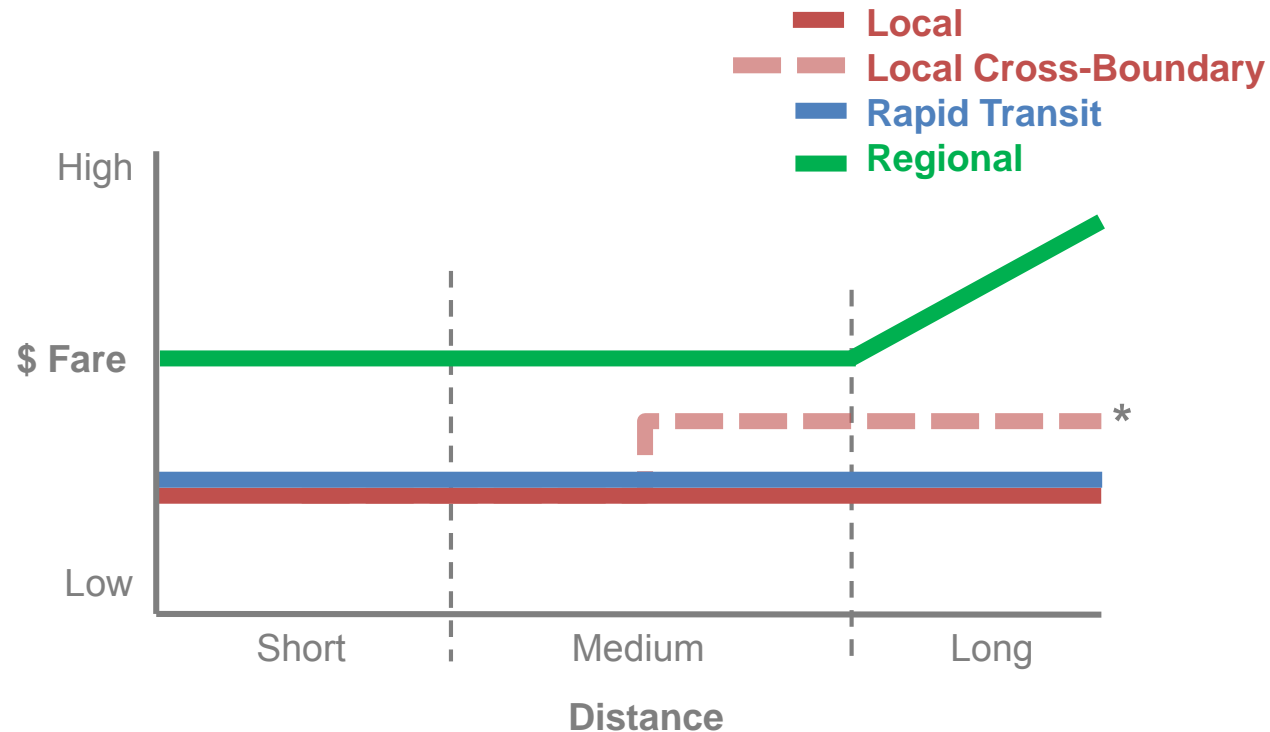 Local
Local Cross-Boundary
Rapid Transit
Regional
High
$ Fare
*
Low
Short Medium Long
Distance